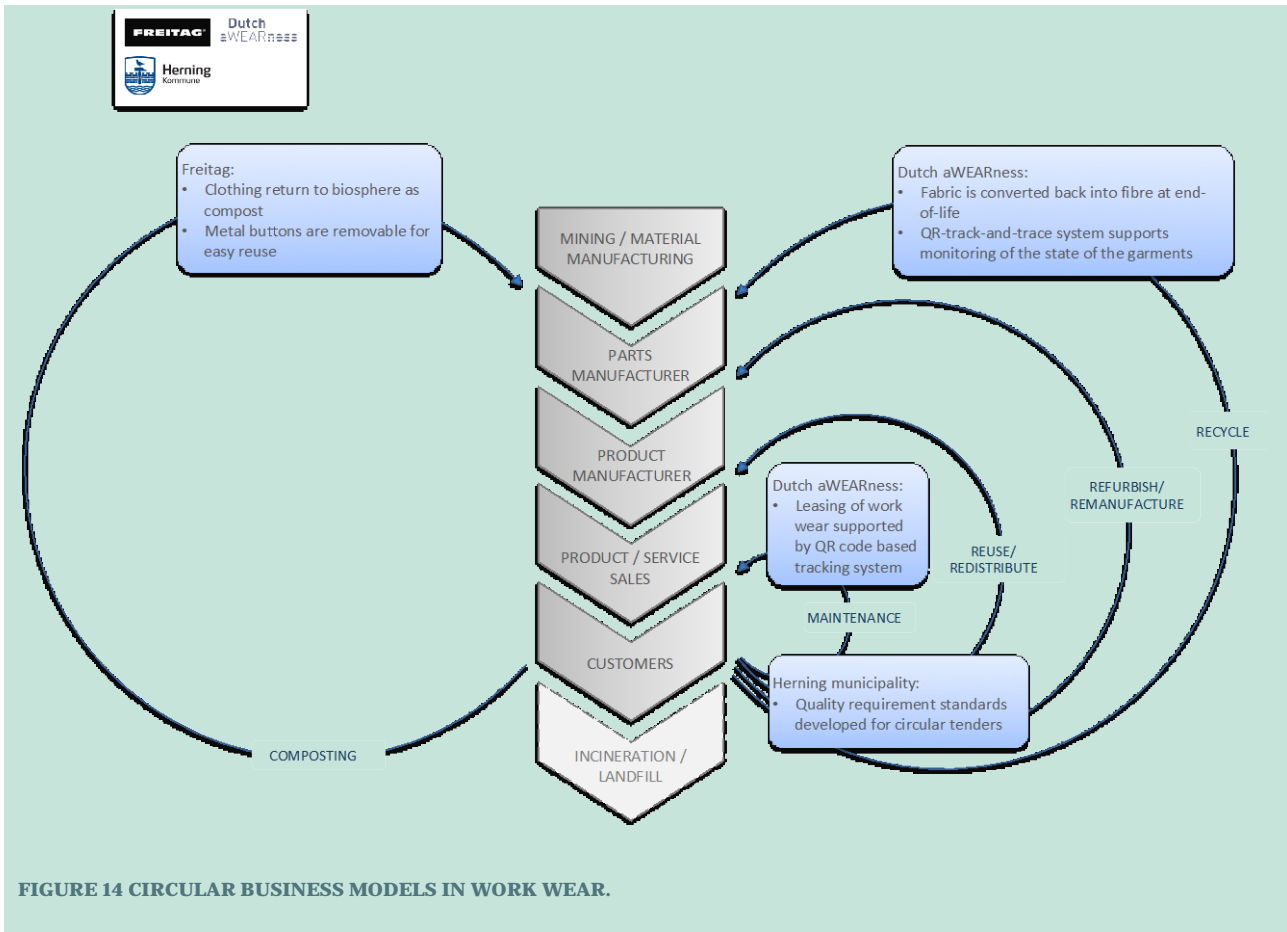 FREITAG®
Dutch
aWEARness
Herning
Kommune
Freitag:
• Clothing return to biosphere as
compost
• Metal buttons are removable for
easy reuse
Dutch aWEARness:
• Fabric is converted back into fibre at end-
of-life
• QR-track-and-trace system supports
monitoring of the state of the garments
MINING / MATERIAL
MANUFACTURING
PARTS
MANUFACTURER
PRODUCT
MANUFACTURER
PRODUCT / SERVICE
SALES
CUSTOMERS
INCINERATION /
LANDFILL
Dutch aWEARness:
• Leasing of work
wear supported
by QR code based
tracking system
RECYCLE
REFURBISH/
REMANUFACTURE
REUSE/
REDISTRIBUTE
MAINTENANCE
Herning municipality:
• Quality requirement standards
developed for circular tenders
COMPOSTING
FIGURE 14 CIRCULAR BUSINESS MODELS IN WORK WEAR.